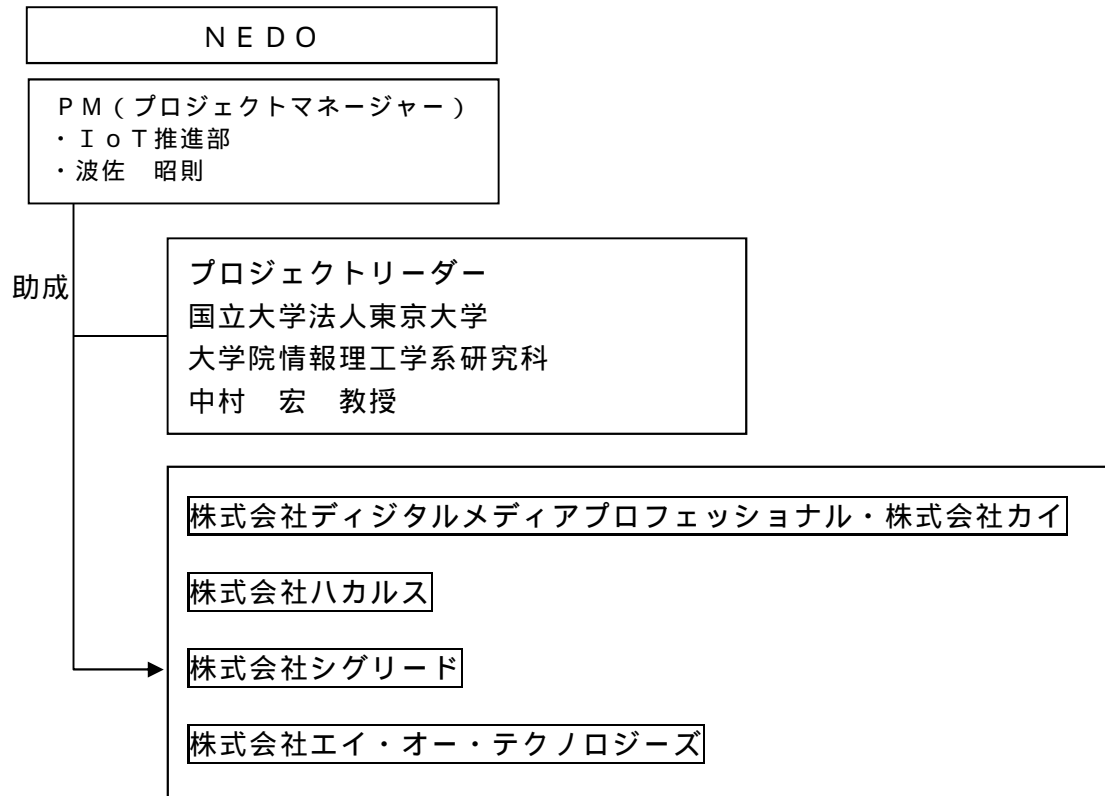 ＮＥＤＯ
ＰＭ（プロジェクトマネージャー）
・ＩｏＴ推進部
・波佐　昭則
助成
プロジェクトリーダー
国立大学法人東京大学
大学院情報理工学系研究科
中村　宏　教授
株式会社ディジタルメディアプロフェッショナル・株式会社カイ
株式会社ハカルス
株式会社シグリード
株式会社エイ・オー・テクノロジーズ